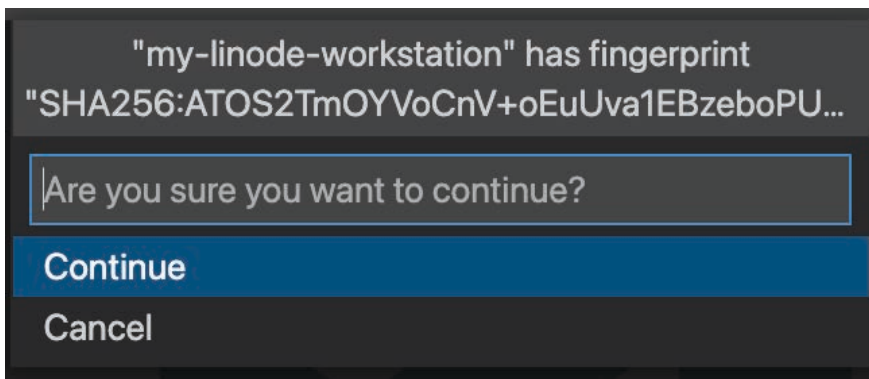 "my-linode-workstation" has fingerprint
"SHA256:ATOS2TmOYVoCnV+oEuUva1EBzeboPU...
Are you sure you want to continue?
Continue
Cancel